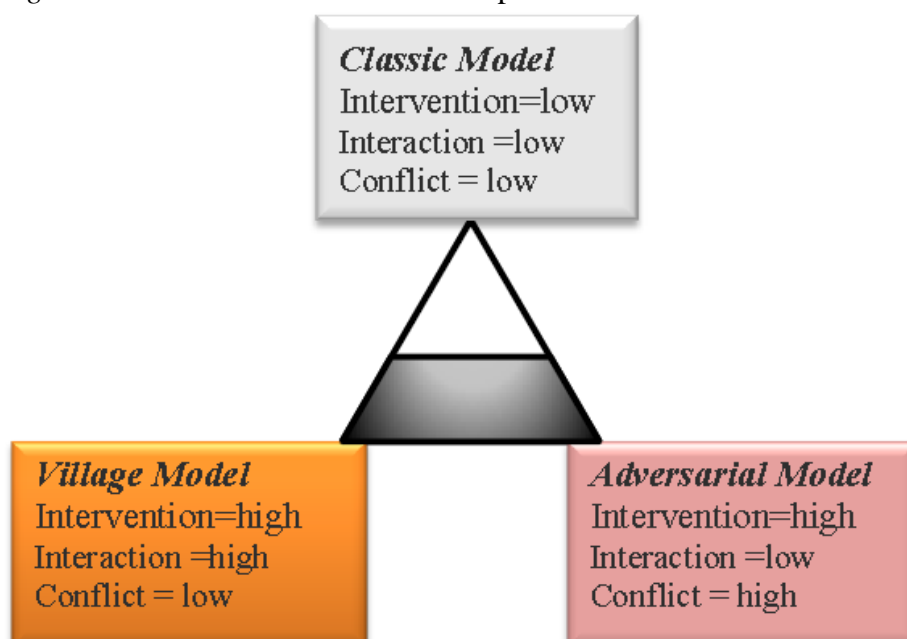 Classic Model
Intervention=low
Interaction =low
Conflict = low
Village Model
Intervention=high
Interaction =high
Conflict = low
Adversarial Model
Intervention=high
Interaction =low
Conflict = high